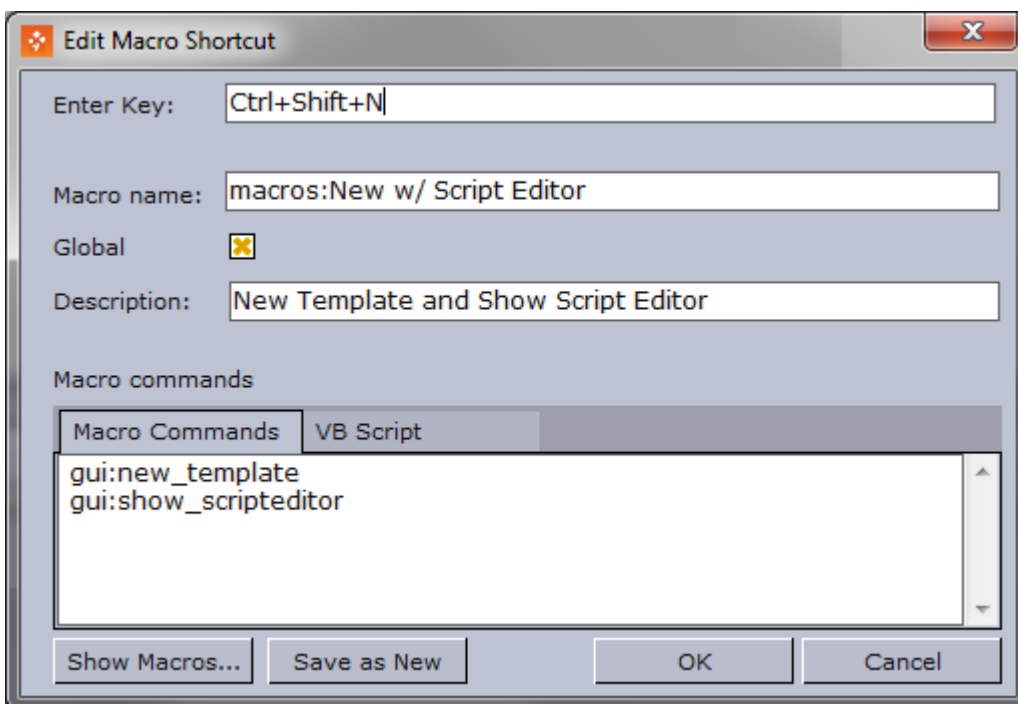 Edit Macro Shortcut
Enter Key: Ctrl+Shift+N
Macro name: macros:New w/ Script Editor
Global
Description: New Template and Show Script Editor
Macro commands
Macro Commands VB Script
gui:new_template
gui:show_scripteditor
Show Macros... Save as New OK Cancel